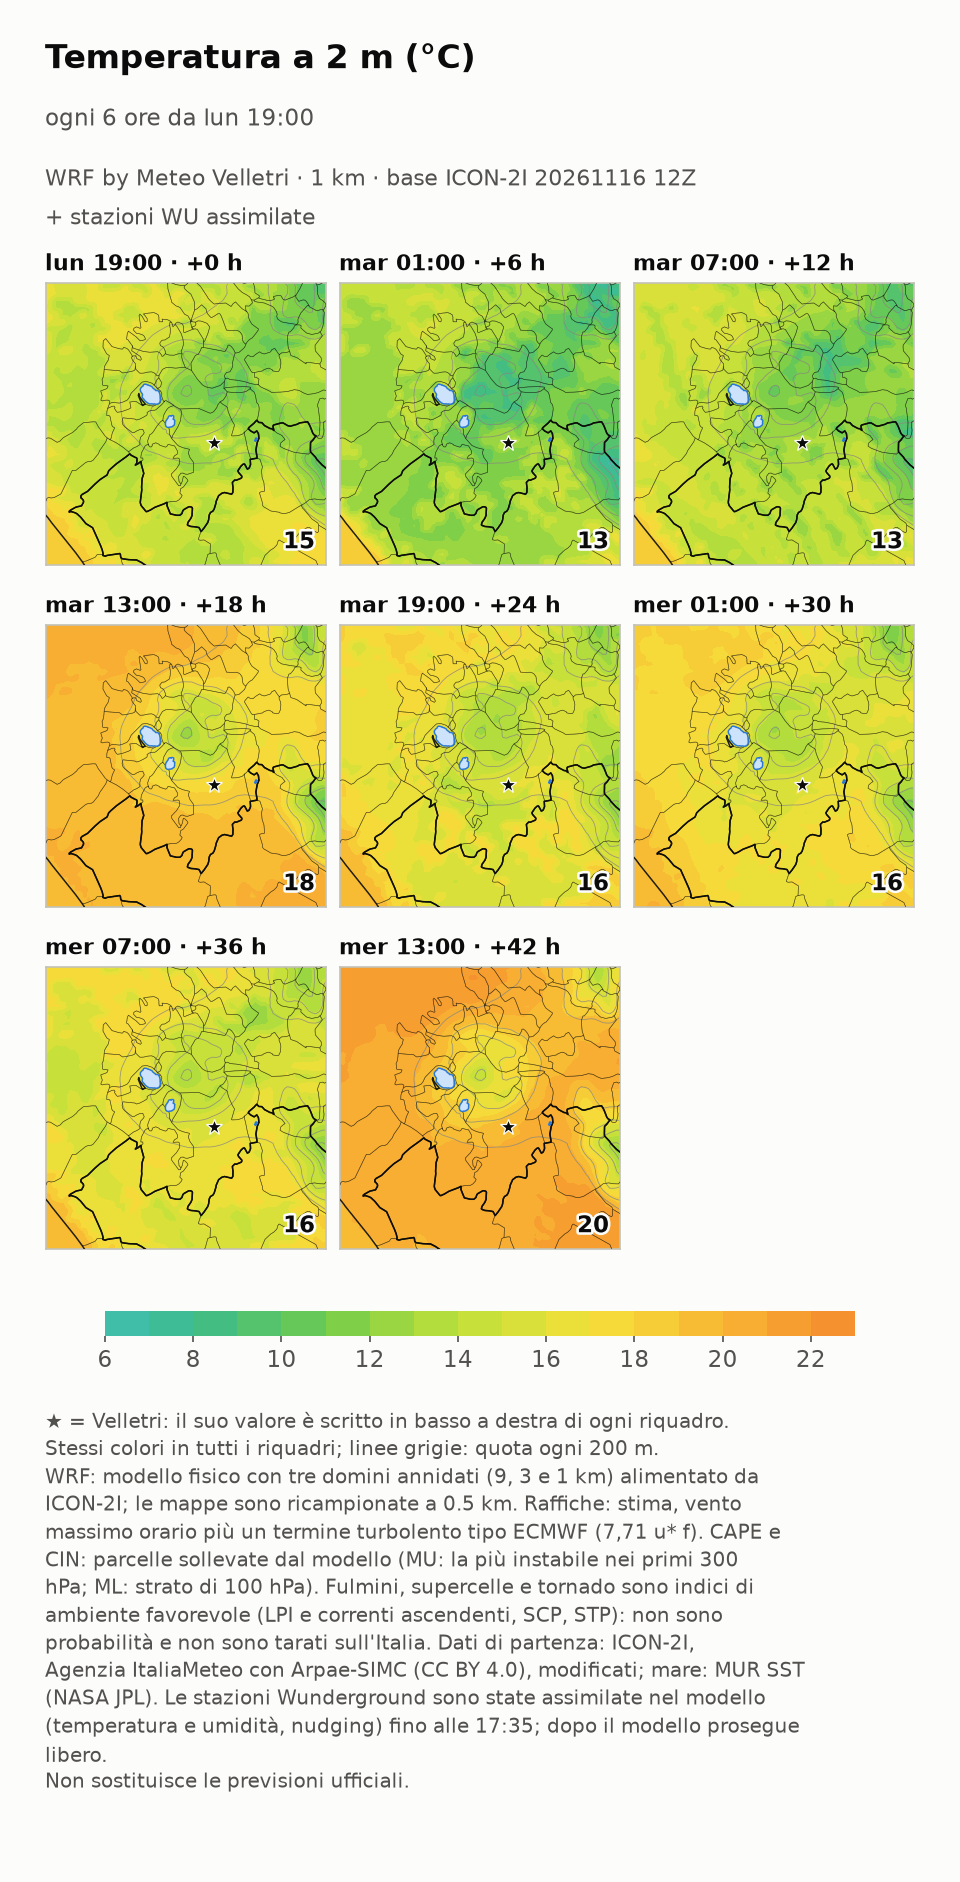 Temperatura a 2 m (°C)
ogni 6 ore da lun 19:00
WRF by Meteo Velletri · 1 km · base ICON-2I 20261116 12Z
+ stazioni WU assimilate
lun 19:00 · +0 h
mar 01:00 · +6 h
mar 07:00 · +12 h
15
13
13
mar 13:00 · +18 h
mar 19:00 · +24 h
mer 01:00 · +30 h
18
16
16
mer 07:00 · +36 h
mer 13:00 · +42 h
16
20
6 8 10 12 14 16 18 20 22
★ = Velletri: il suo valore è scritto in basso a destra di ogni riquadro.
Stessi colori in tutti i riquadri; linee grigie: quota ogni 200 m.
WRF: modello fisico con tre domini annidati (9, 3 e 1 km) alimentato da
ICON-2I; le mappe sono ricampionate a 0.5 km. Raffiche: stima, vento
massimo orario più un termine turbolento tipo ECMWF (7,71 u* f). CAPE e
CIN: parcelle sollevate dal modello (MU: la più instabile nei primi 300
hPa; ML: strato di 100 hPa). Fulmini, supercelle e tornado sono indici di
ambiente favorevole (LPI e correnti ascendenti, SCP, STP): non sono
probabilità e non sono tarati sull'Italia. Dati di partenza: ICON-2I,
Agenzia ItaliaMeteo con Arpae-SIMC (CC BY 4.0), modificati; mare: MUR SST
(NASA JPL). Le stazioni Wunderground sono state assimilate nel modello
(temperatura e umidità, nudging) fino alle 17:35; dopo il modello prosegue
libero.
Non sostituisce le previsioni ufficiali.